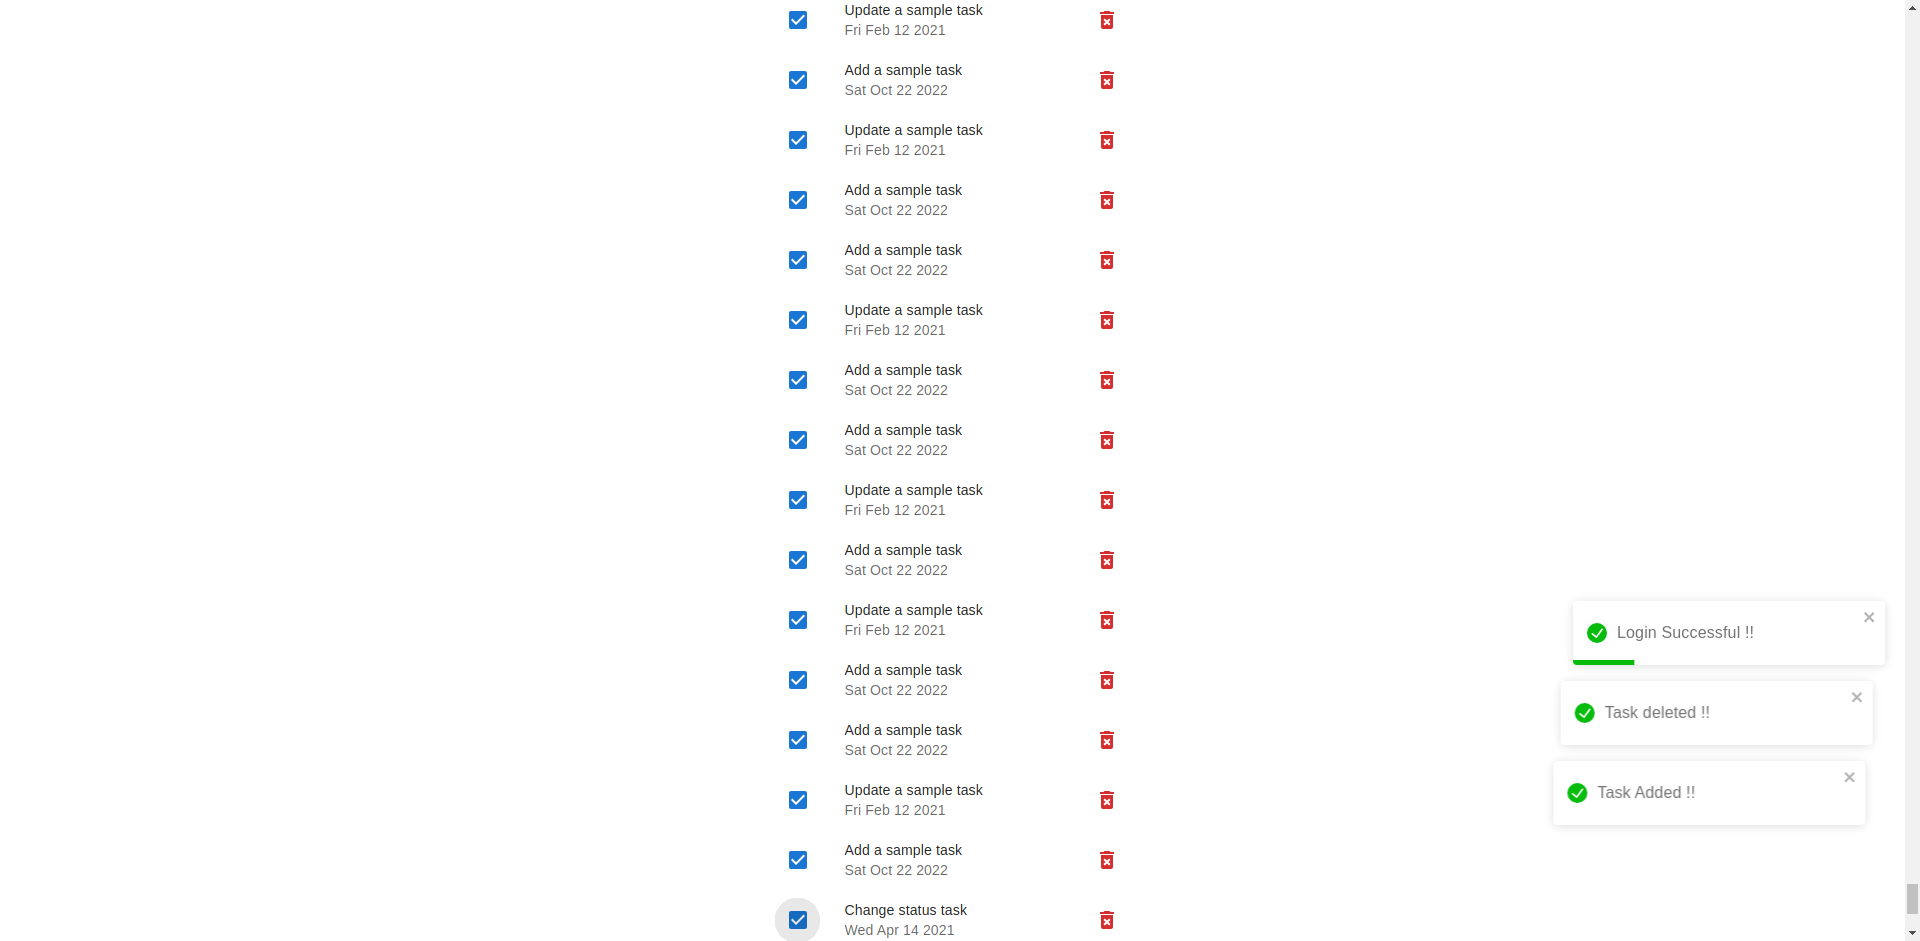 Update a sample task
Fri Feb 12 2021
Add a sample task
Sat Oct 22 2022
Update a sample task
Fri Feb 12 2021
Add a sample task
Sat Oct 22 2022
Add a sample task
Sat Oct 22 2022
Update a sample task
Fri Feb 12 2021
Add a sample task
Sat Oct 22 2022
Add a sample task
Sat Oct 22 2022
Update a sample task
Fri Feb 12 2021
Add a sample task
Sat Oct 22 2022
Update a sample task
Fri Feb 12 2021
Add a sample task
Sat Oct 22 2022
Add a sample task
Sat Oct 22 2022
Update a sample task
Fri Feb 12 2021
Add a sample task
Sat Oct 22 2022
Change status task
Wed Apr 14 2021
Login Successful !!
Task deleted !!
Task Added !!